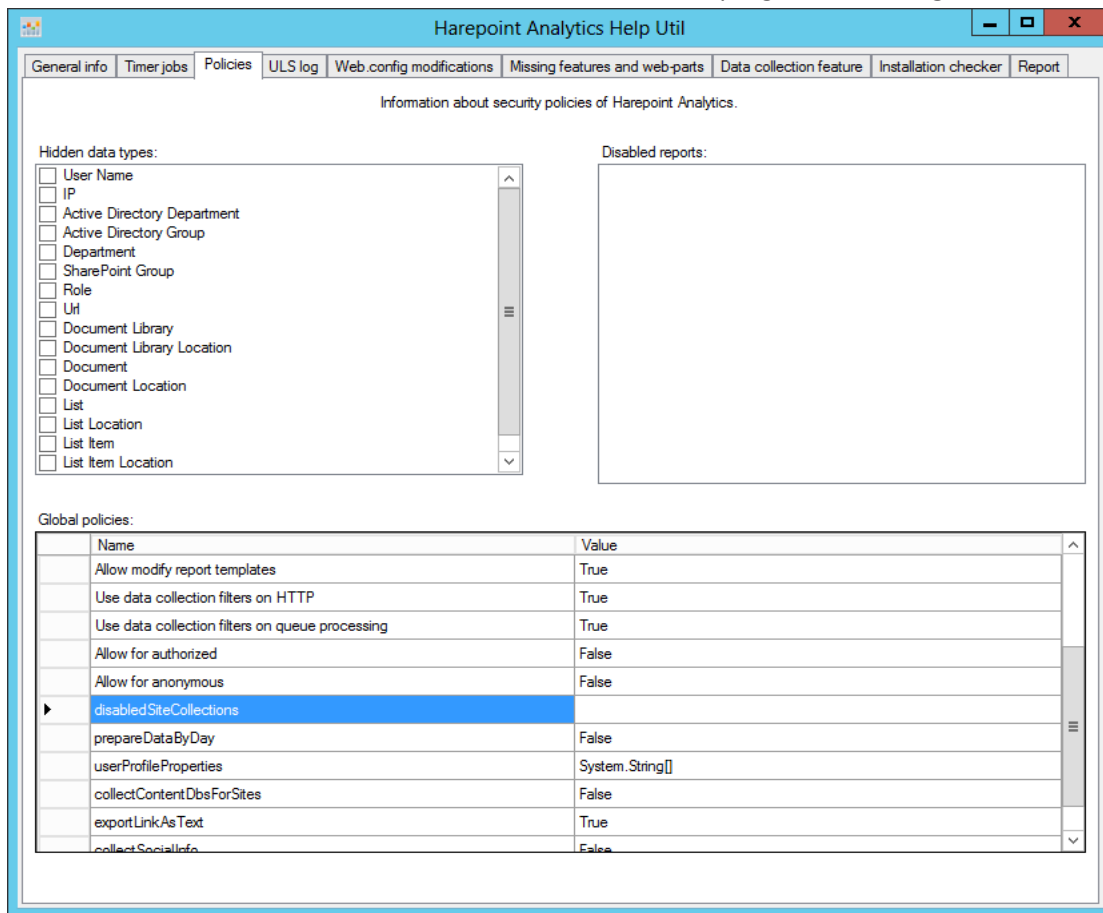 Harepoint Analytics Help Util
General info Timer jobs Policies ULS log Web.config modifications Missing features and web-parts Data collection feature Installation checker Report
Information about security policies of Harepoint Analytics.
Hidden data types:
User Name
IP
Active Directory Department
Active Directory Group
Department
SharePoint Group
Role
Url
Document Library
Document Library Location
Document
Document Location
List
List Location
List Item
List Item Location
Disabled reports:
Global policies:
Name Value
Allow modify report templates True
Use data collection filters on HTTP True
Use data collection filters on queue processing True
Allow for authorized False
Allow for anonymous False
disabledSiteCollections
prepareDataByDay False
userProfileProperties System.String[]
collectContentDbsForSites False
exportLinkAsText True
collectSocialInfo False